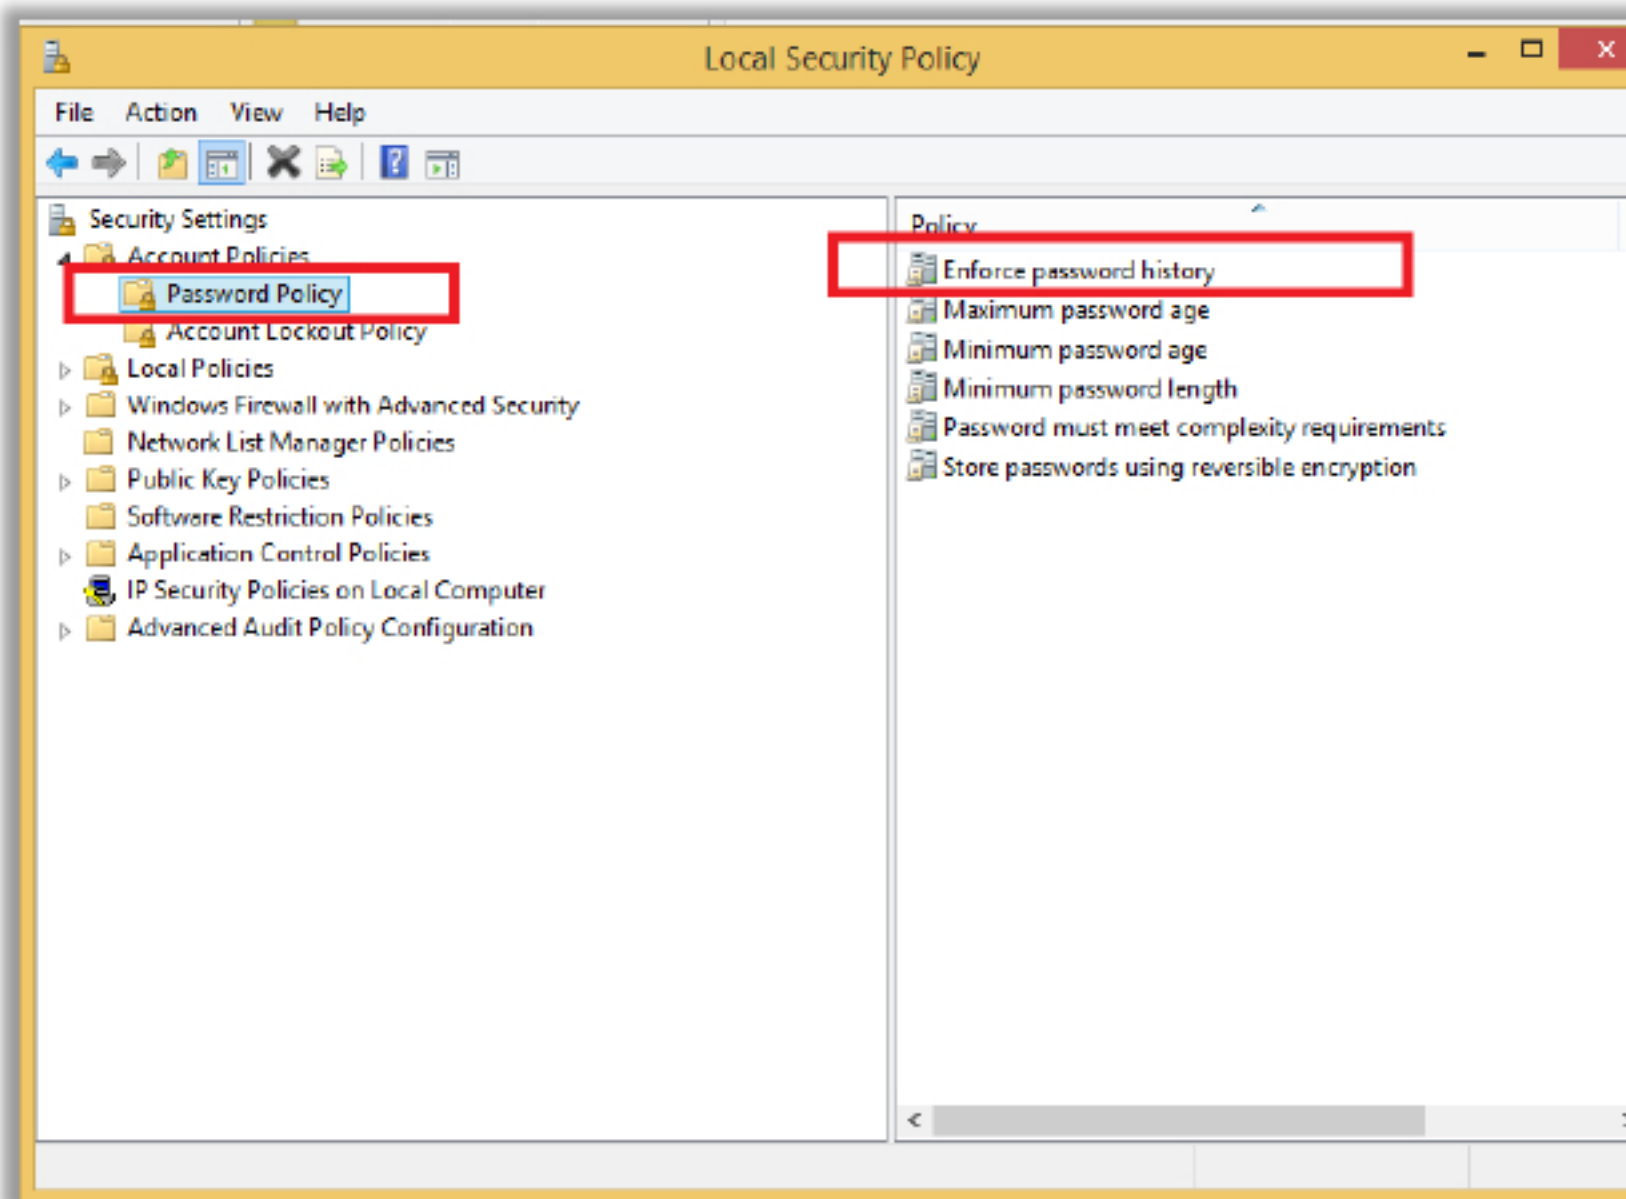 Local Security Policy
File Action View Help
Security Settings
Account Policies
Password Policy
Account Lockout Policy
Local Policies
Windows Firewall with Advanced Security
Network List Manager Policies
Public Key Policies
Software Restriction Policies
Application Control Policies
IP Security Policies on Local Computer
Advanced Audit Policy Configuration
Policy
Enforce password history
Maximum password age
Minimum password age
Minimum password length
Password must meet complexity requirements
Store passwords using reversible encryption